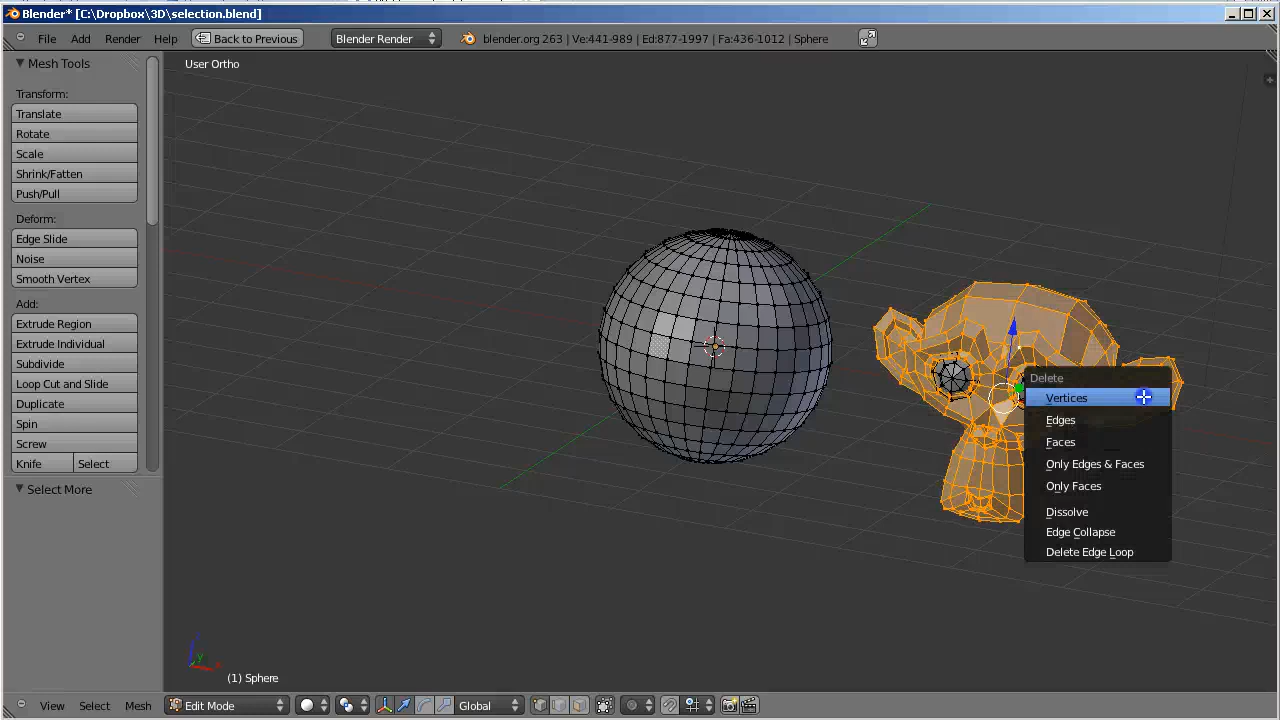 Blender* [C:\Dropbox\3D\selection.blend]
File Add Render Help Back to Previous Blender Render blender.org 263 | Ve:441-989 | Ed:877-1997 | Fa:436-1012 | Sphere
Mesh Tools
User Ortho
Transform:
Translate
Rotate
Scale
Shrink/Fatten
Push/Pull
Deform:
Edge Slide
Noise
Smooth Vertex
Add:
Extrude Region
Extrude Individual
Subdivide
Loop Cut and Slide
Duplicate
Spin
Screw
Knife Select
Select More
Delete
Vertices
Edges
Faces
Only Edges & Faces
Only Faces
Dissolve
Edge Collapse
Delete Edge Loop
y
(1) Sphere
View Select Mesh Edit Mode Global